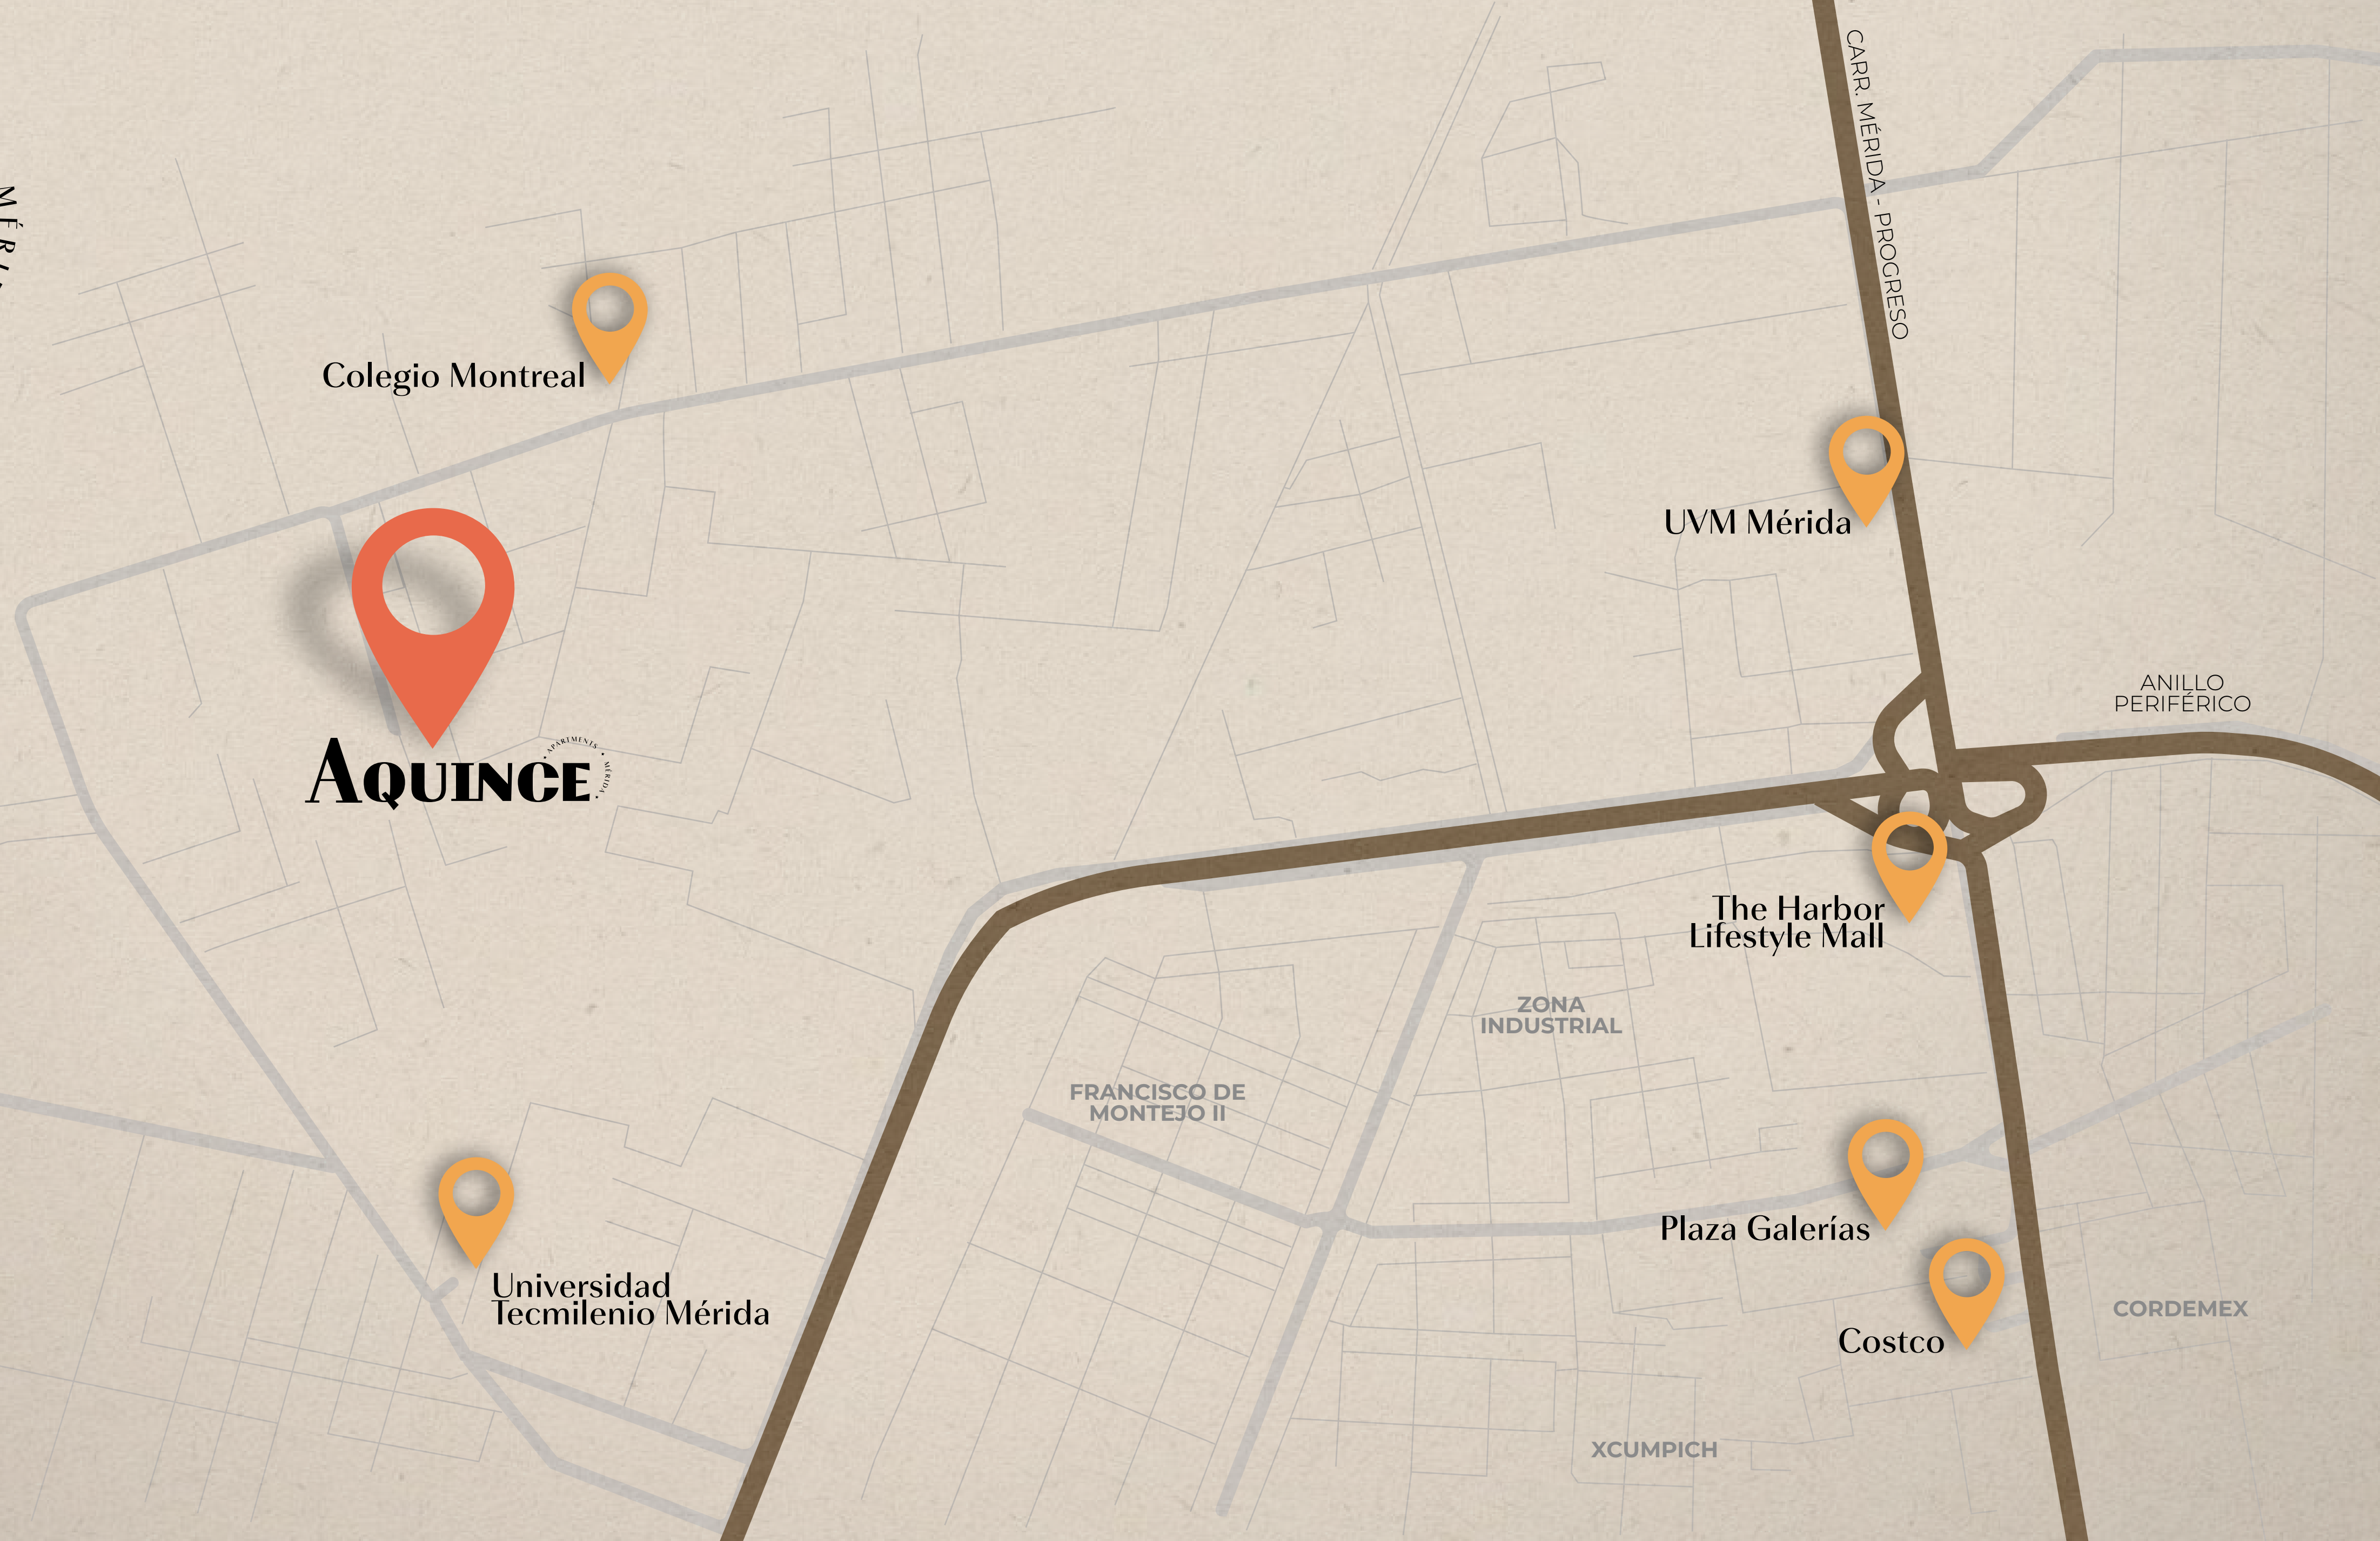 CARR. MÉRIDA - PROGRESO
Colegio Montreal
UVM Mérida
ANILLO
PERIFÉRICO
AQUINCE
APARTMENTS • MÉRIDA •
The Harbor
Lifestyle Mall
ZONA
INDUSTRIAL
FRANCISCO DE
MONTEJO II
Plaza Galerías
Universidad
Tecmilenio Mérida
CORDEMEX
Costco
XCUMPICH